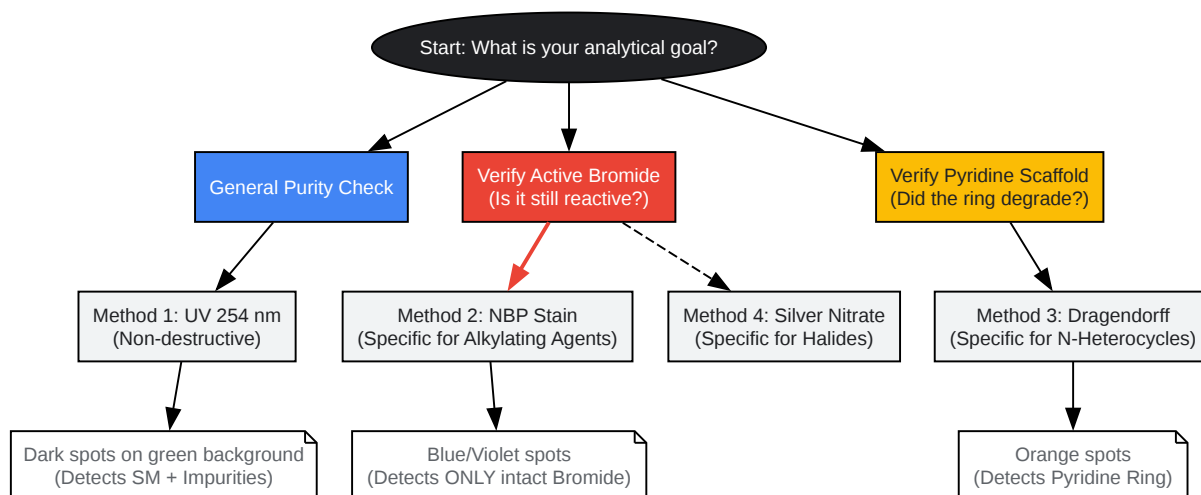 Start: What is your analytical goal?
General Purity Check
Verify Active Bromide
(Is it still reactive?)
Verify Pyridine Scaffold
(Did the ring degrade?)
Method 1: UV 254 nm
(Non-destructive)
Method 2: NBP Stain
(Specific for Alkylating Agents)
Method 4: Silver Nitrate
(Specific for Halides)
Method 3: Dragendorff
(Specific for N-Heterocycles)
Dark spots on green background
(Detects SM + Impurities)
Blue/Violet spots
(Detects ONLY intact Bromide)
Orange spots
(Detects Pyridine Ring)